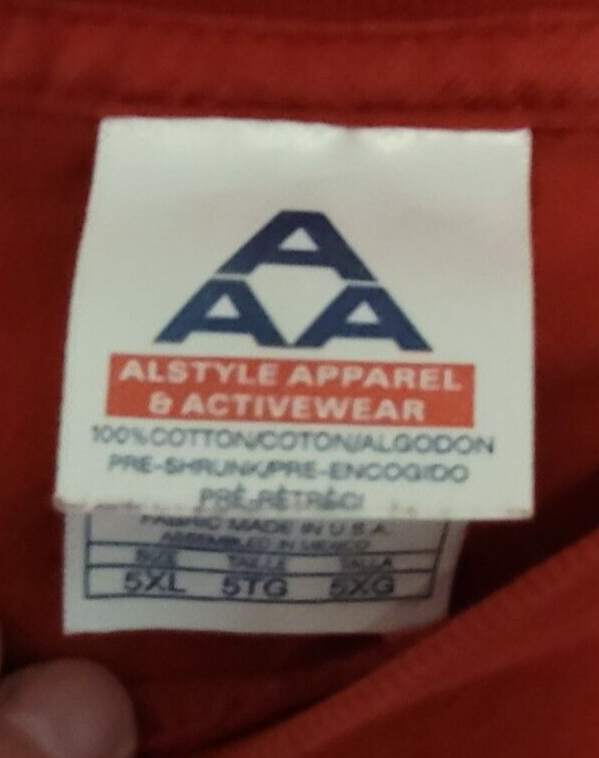 A
AA
ALSTYLE APPAREL
& ACTIVEWEAR
100% COTTON/COTON/ALGODON
PRE-SHRUNK/PRE-ENCOGIDO
PRÉ-RÉTRÉCI
FABRIC MADE IN U.S.A.
ASSEMBLED IN MEXICO
SIZE TAILLE TALLA
5XL 5TG 5XG